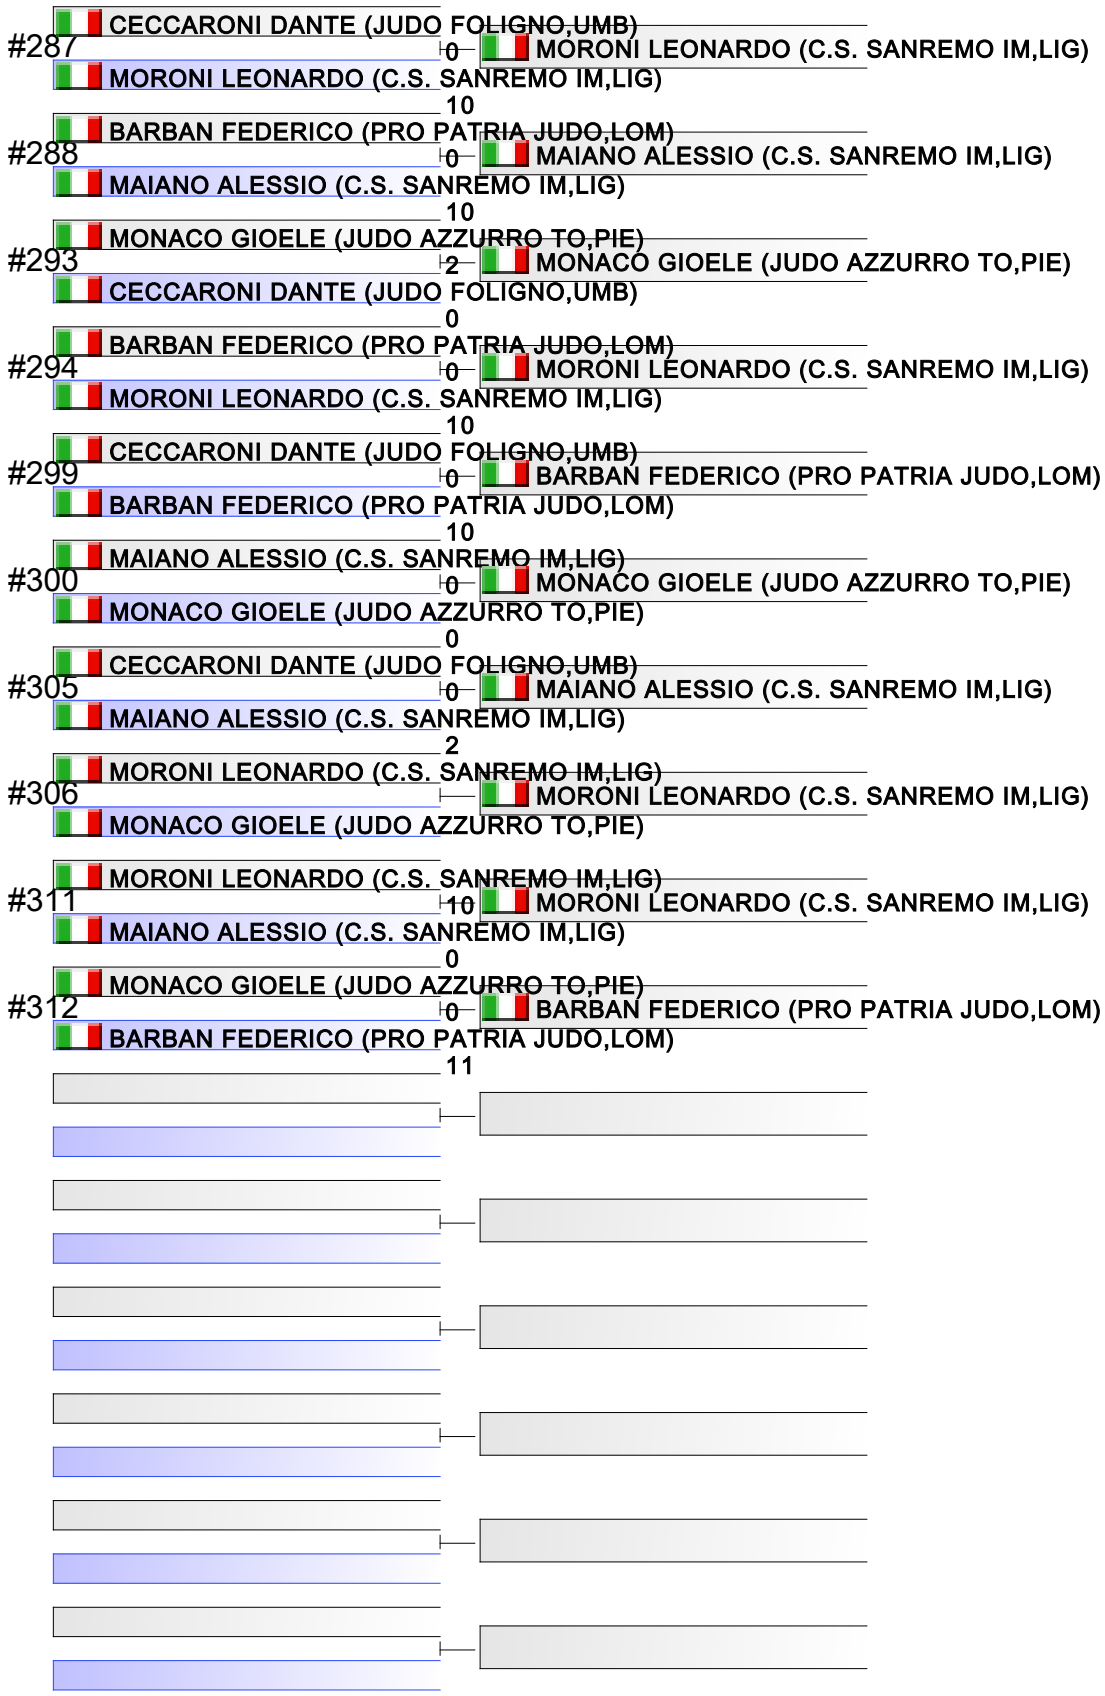 CECCARONI DANTE (JUDO FOLIGNO,UMB)
#287
0
MORONI LEONARDO (C.S. SANREMO IM,LIG)
MORONI LEONARDO (C.S. SANREMO IM,LIG)
10
BARBAN FEDERICO (PRO PATRIA JUDO,LOM)
#288
0
MAIANO ALESSIO (C.S. SANREMO IM,LIG)
MAIANO ALESSIO (C.S. SANREMO IM,LIG)
10
MONACO GIOELE (JUDO AZZURRO TO,PIE)
#293
2
MONACO GIOELE (JUDO AZZURRO TO,PIE)
CECCARONI DANTE (JUDO FOLIGNO,UMB)
0
BARBAN FEDERICO (PRO PATRIA JUDO,LOM)
#294
0
MORONI LEONARDO (C.S. SANREMO IM,LIG)
MORONI LEONARDO (C.S. SANREMO IM,LIG)
10
CECCARONI DANTE (JUDO FOLIGNO,UMB)
#299
0
BARBAN FEDERICO (PRO PATRIA JUDO,LOM)
BARBAN FEDERICO (PRO PATRIA JUDO,LOM)
10
MAIANO ALESSIO (C.S. SANREMO IM,LIG)
#300
0
MONACO GIOELE (JUDO AZZURRO TO,PIE)
MONACO GIOELE (JUDO AZZURRO TO,PIE)
0
CECCARONI DANTE (JUDO FOLIGNO,UMB)
#305
0
MAIANO ALESSIO (C.S. SANREMO IM,LIG)
MAIANO ALESSIO (C.S. SANREMO IM,LIG)
2
MORONI LEONARDO (C.S. SANREMO IM,LIG)
#306
MORONI LEONARDO (C.S. SANREMO IM,LIG)
MONACO GIOELE (JUDO AZZURRO TO,PIE)
MORONI LEONARDO (C.S. SANREMO IM,LIG)
#311
10
MORONI LEONARDO (C.S. SANREMO IM,LIG)
MAIANO ALESSIO (C.S. SANREMO IM,LIG)
0
MONACO GIOELE (JUDO AZZURRO TO,PIE)
#312
0
BARBAN FEDERICO (PRO PATRIA JUDO,LOM)
BARBAN FEDERICO (PRO PATRIA JUDO,LOM)
11